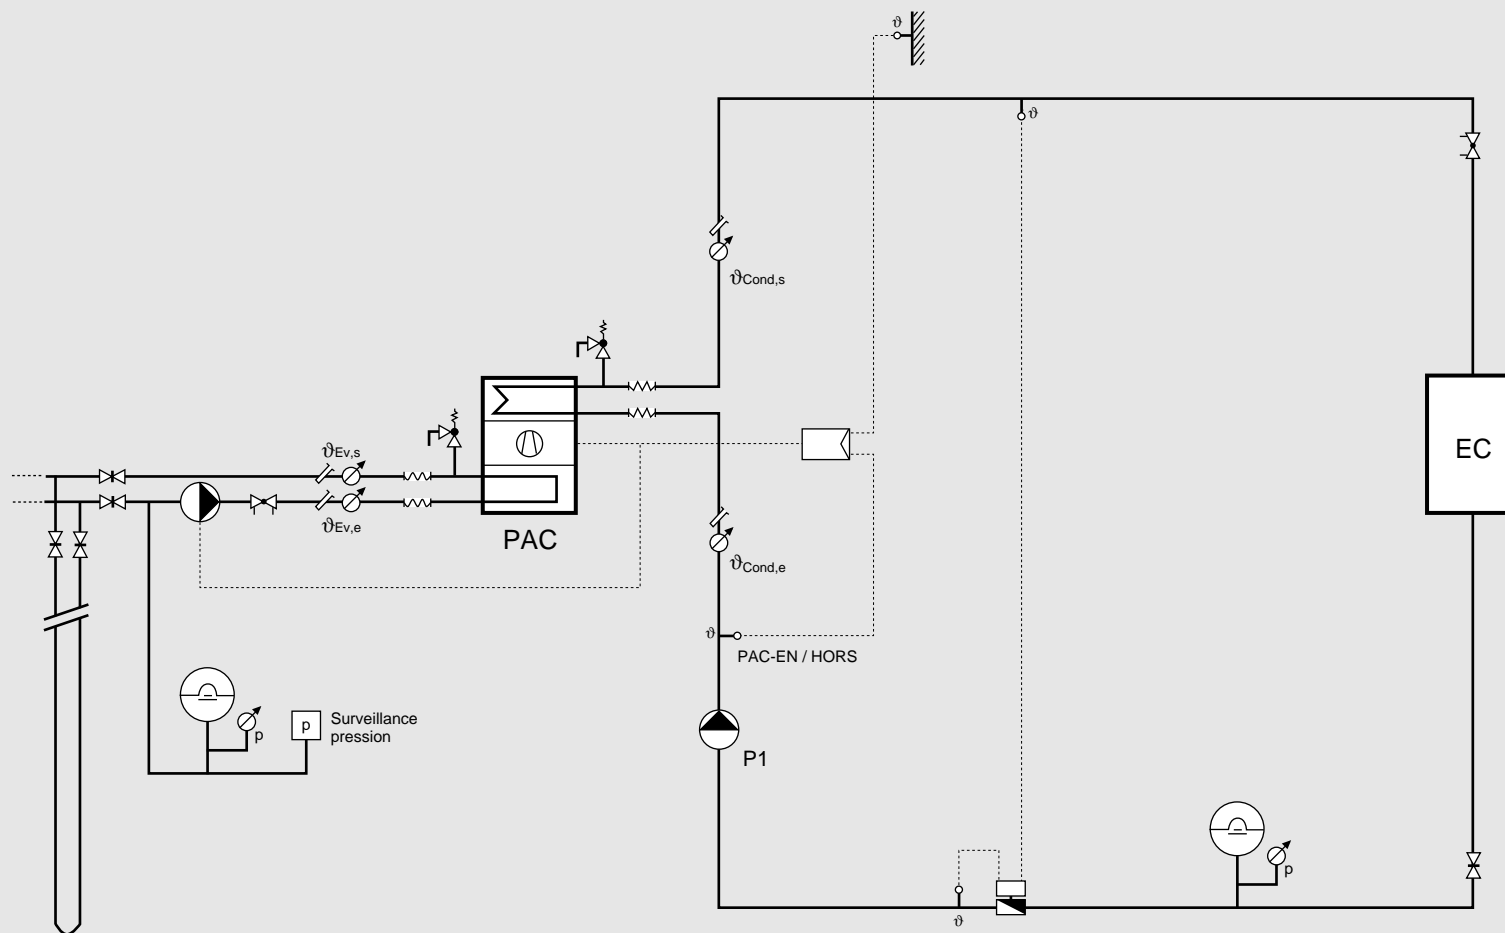 ϑ
ϑ
ϑCond,s
ϑEv,s
EC
ϑEv,e
PAC
ϑCond,e
ϑ
PAC-EN / HORS
p
p
Surveillance
pression
P1
p
ϑ